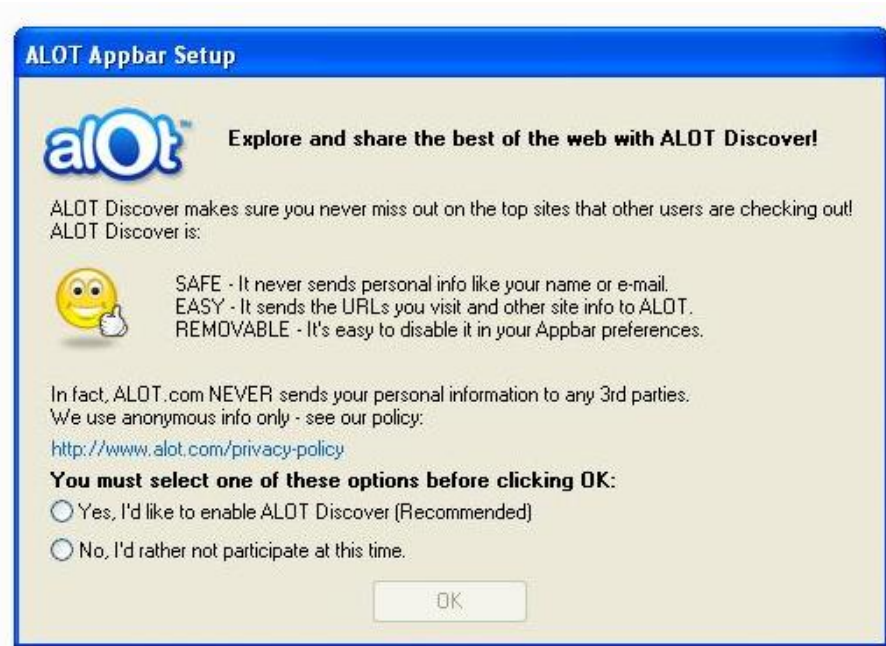 ALOT Appbar Setup
alot™
Explore and share the best of the web with ALOT Discover!
ALOT Discover makes sure you never miss out on the top sites that other users are checking out!
ALOT Discover is:
SAFE - It never sends personal info like your name or e-mail.
EASY - It sends the URLs you visit and other site info to ALOT.
REMOVABLE - It's easy to disable it in your Appbar preferences.
In fact, ALOT.com NEVER sends your personal information to any 3rd parties.
We use anonymous info only - see our policy:
http://www.alot.com/privacy-policy
You must select one of these options before clicking OK:
Yes, I'd like to enable ALOT Discover (Recommended)
No, I'd rather not participate at this time.
OK